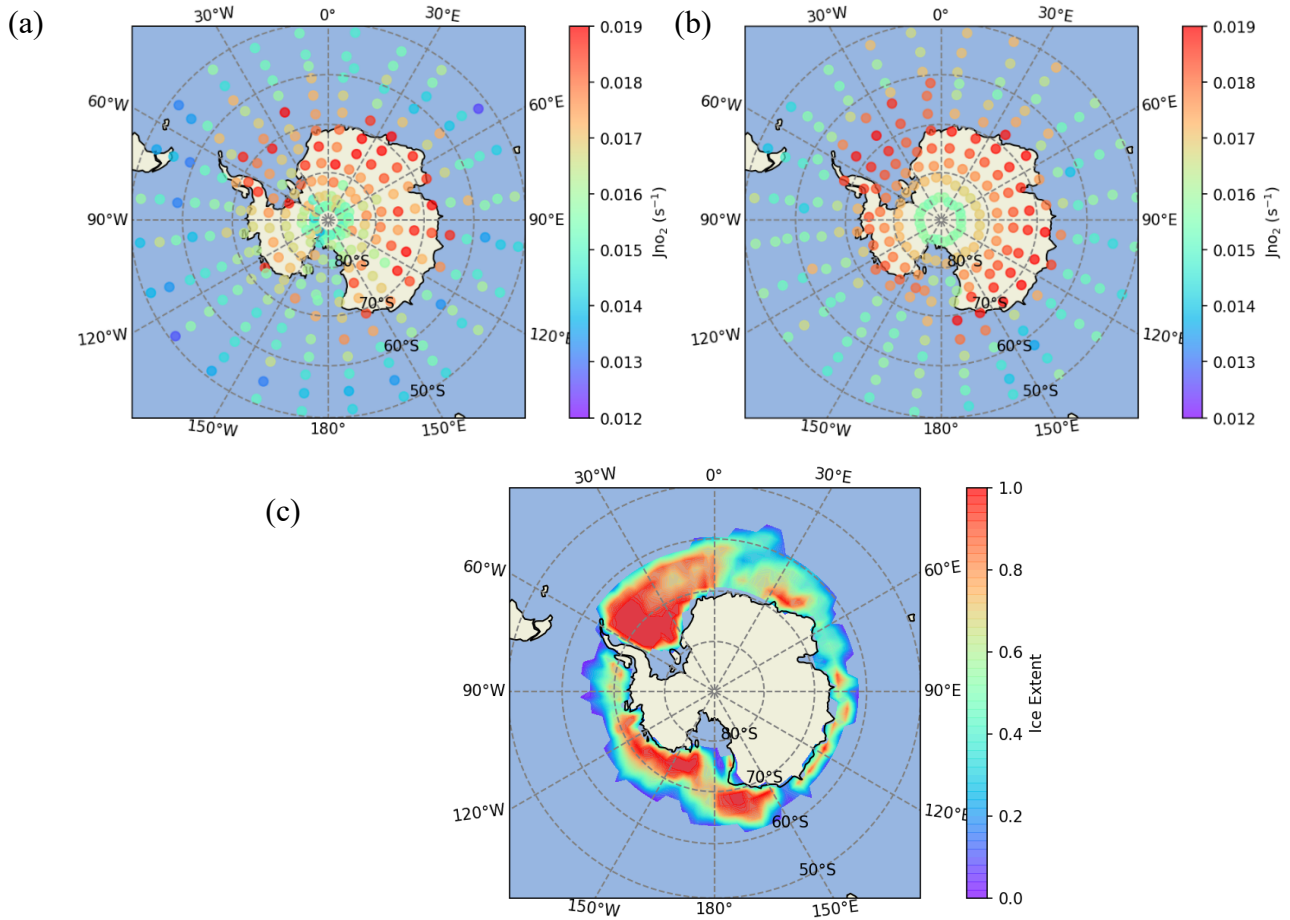 (a)
30°W 0° 30°E
60°W 60°E
90°W 90°E
80°S
70°S
120°W 60°S 120°E
50°S
150°W 180° 150°E
0.019
0.018
0.017
0.016
0.015
0.014
0.013
0.012
Jno₂ (s⁻¹)
(b)
30°W 0° 30°E
60°W 60°E
90°W 90°E
80°S
70°S
120°W 60°S 120°E
50°S
150°W 180° 150°E
0.019
0.018
0.017
0.016
0.015
0.014
0.013
0.012
Jno₂ (s⁻¹)
(c)
30°W 0° 30°E
60°W 60°E
90°W 90°E
80°S
70°S
120°W 60°S 120°E
50°S
150°W 180° 150°E
1.0
0.8
0.6
0.4
0.2
0.0
Ice Extent